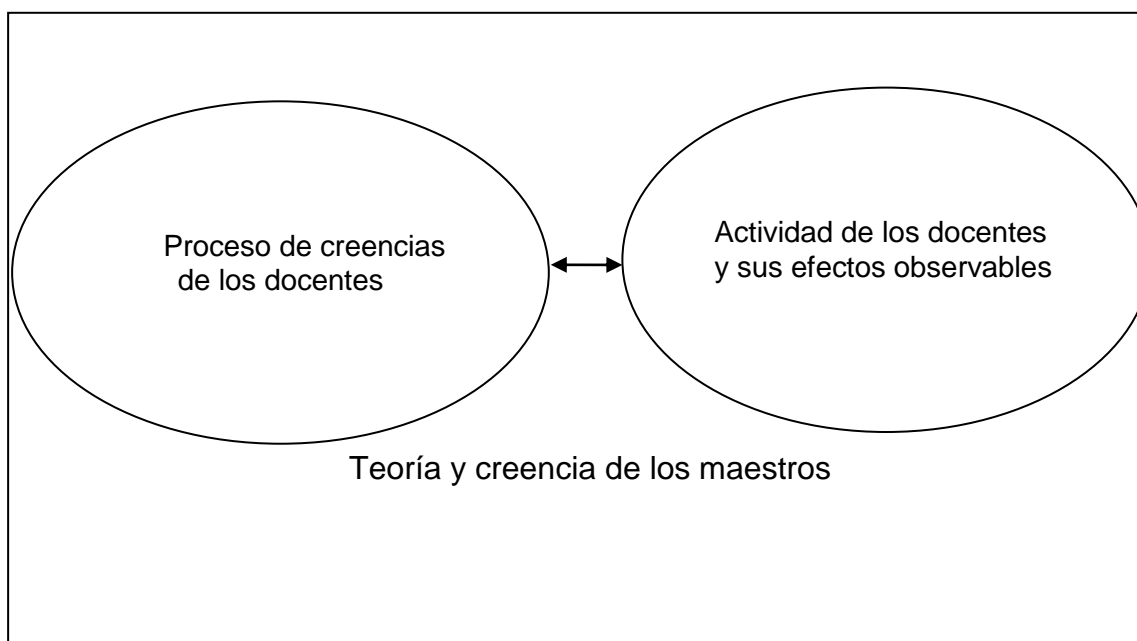 Proceso de creencias
de los docentes
Actividad de los docentes
y sus efectos observables
Teoría y creencia de los maestros